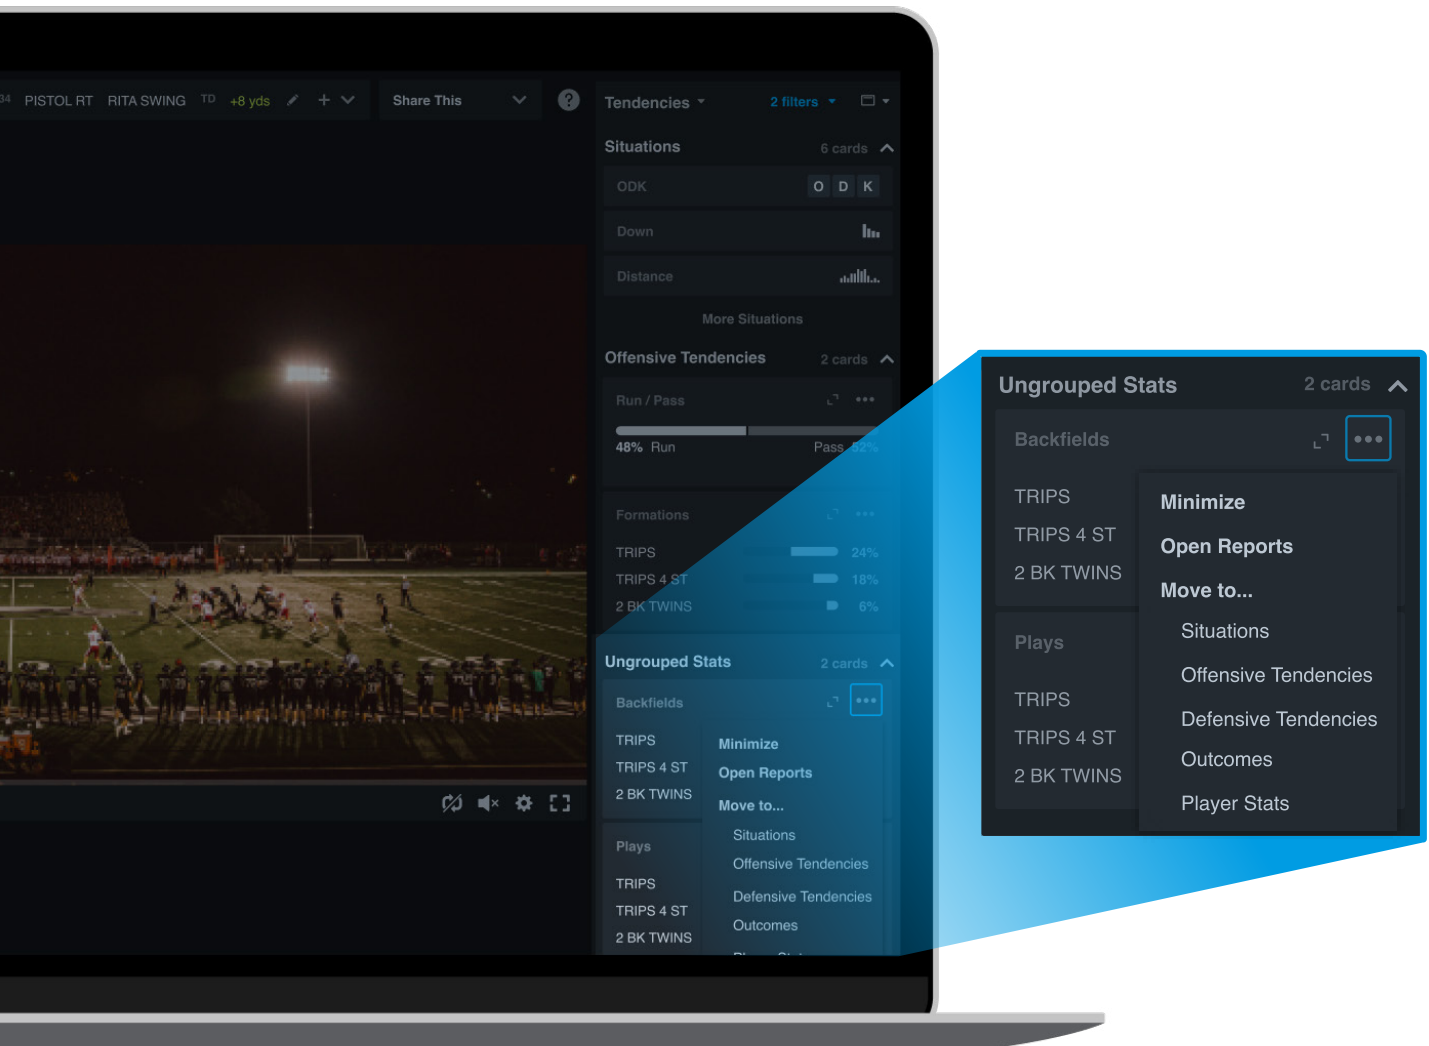 34 PISTOL RT RITA SWING TD +8 yds
Share This
?
Tendencies
2 filters
Situations 6 cards
ODK O D K
Down
Distance
More Situations
Offensive Tendencies 2 cards
Run / Pass
48% Run Pass 52%
Formations
TRIPS 24%
TRIPS 4 ST 18%
2 BK TWINS 6%
Ungrouped Stats 2 cards
Backfields
TRIPS
TRIPS 4 ST
2 BK TWINS
Minimize
Open Reports
Move to...
Situations
Offensive Tendencies
Defensive Tendencies
Outcomes
Plays
TRIPS
TRIPS 4 ST
2 BK TWINS
Ungrouped Stats 2 cards
Backfields
TRIPS
TRIPS 4 ST
2 BK TWINS
Minimize
Open Reports
Move to...
Situations
Offensive Tendencies
Defensive Tendencies
Outcomes
Player Stats
Plays
TRIPS
TRIPS 4 ST
2 BK TWINS